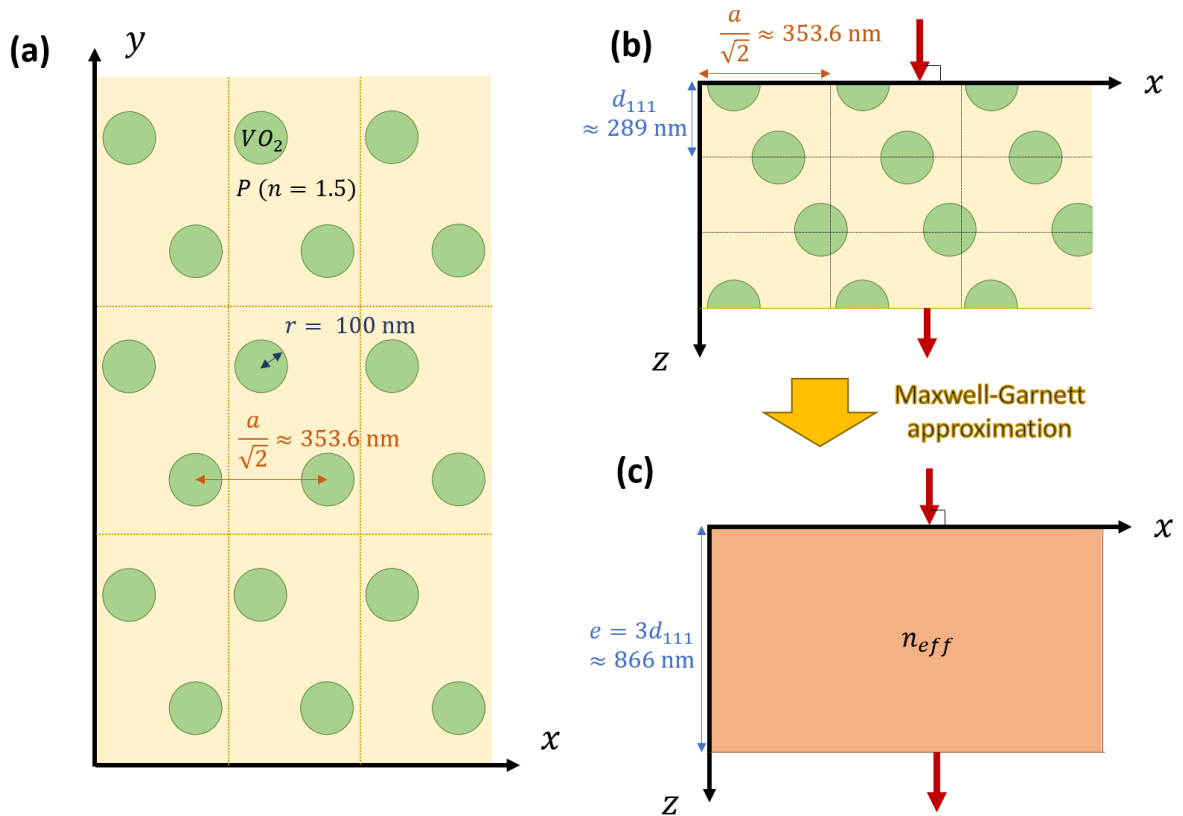 (a)
y
VO₂
P (n = 1.5)
r = 100 nm
a/√2 ≈ 353.6 nm
x
(b)
a/√2 ≈ 353.6 nm
x
d₁₁₁
≈ 289 nm
z
Maxwell-Garnett
approximation
(c)
x
e = 3d₁₁₁
≈ 866 nm
n_eff
z